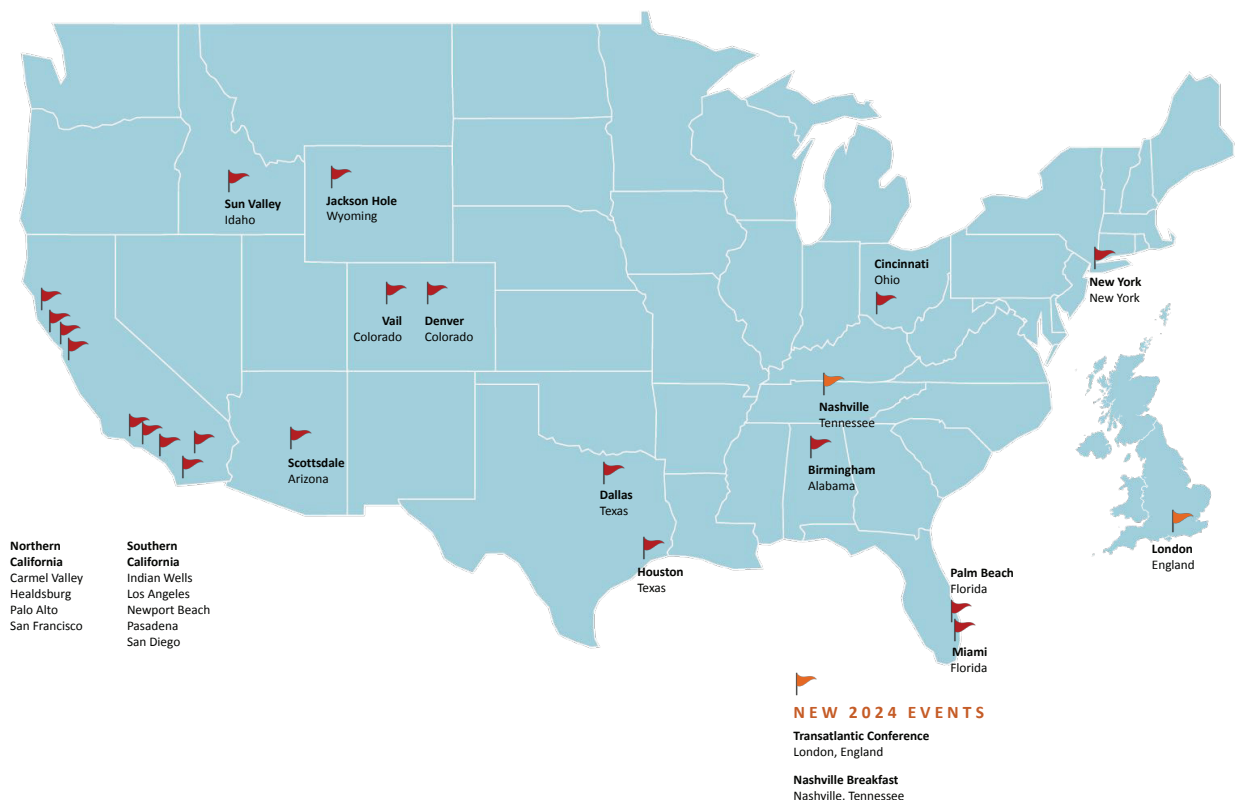 Sun Valley
Idaho
Jackson Hole
Wyoming
Cincinnati
Ohio
New York
New York
Vail
Colorado
Denver
Colorado
Nashville
Tennessee
Scottsdale
Arizona
Birmingham
Alabama
Dallas
Texas
Houston
Texas
London
England
Northern
California
Carmel Valley
Healdsburg
Palo Alto
San Francisco
Southern
California
Indian Wells
Los Angeles
Newport Beach
Pasadena
San Diego
Palm Beach
Florida
Miami
Florida
NEW 2024 EVENTS
Transatlantic Conference
London, England
Nashville Breakfast
Nashville, Tennessee